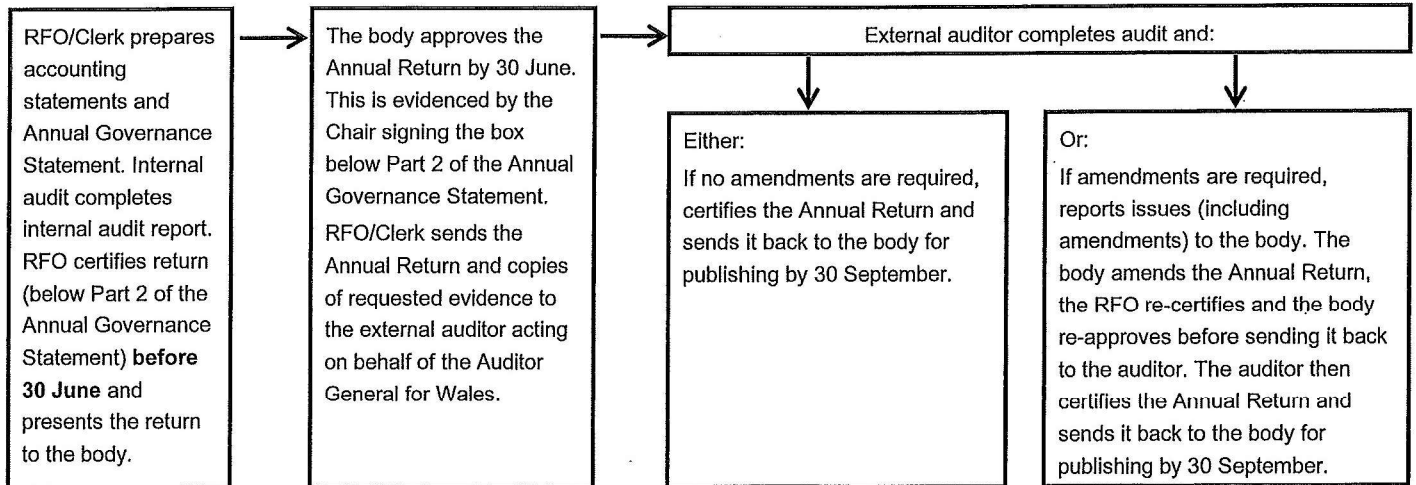 RFO/Clerk prepares
accounting
statements and
Annual Governance
Statement. Internal
audit completes
internal audit report.
RFO certifies return
(below Part 2 of the
Annual Governance
Statement) before
30 June and
presents the return
to the body.
The body approves the
Annual Return by 30 June.
This is evidenced by the
Chair signing the box
below Part 2 of the Annual
Governance Statement.
RFO/Clerk sends the
Annual Return and copies
of requested evidence to
the external auditor acting
on behalf of the Auditor
General for Wales.
External auditor completes audit and:
Either:
If no amendments are required,
certifies the Annual Return and
sends it back to the body for
publishing by 30 September.
Or:
If amendments are required,
reports issues (including
amendments) to the body. The
body amends the Annual Return,
the RFO re-certifies and the body
re-approves before sending it back
to the auditor. The auditor then
certifies the Annual Return and
sends it back to the body for
publishing by 30 September.